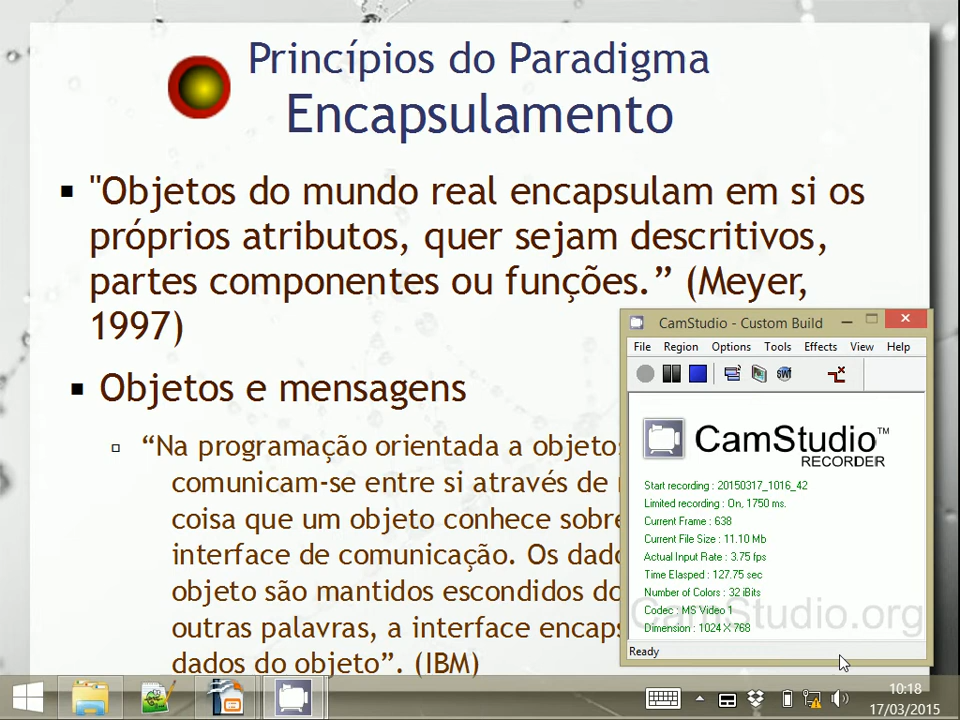 Princípios do Paradigma
Encapsulamento
"Objetos do mundo real encapsulam em si os
próprios atributos, quer sejam descritivos,
partes componentes ou funções.” (Meyer,
1997)
Objetos e mensagens
“Na programação orientada a objetos
comunicam-se entre si através de
coisa que um objeto conhece sobre
interface de comunicação. Os
objeto são mantidos escondidos
outras palavras, a interface
dados do objeto”. (IBM)
CamStudio - Custom Build
File Region Options Tools Effects View Help
SWF
CamStudio™
RECORDER
Start recording : 20150317_1016_42
Limited recording : On, 1750 ms.
Current Frame : 638
Current File Size : 11.10 Mb
Actual Input Rate : 3.75 fps
Time Elasped : 127.75 sec
Number of Colors : 32 iBits
Codec : MS Video 1
Dimension : 1024 X 768
CamStudio.org
Ready
10:18
17/03/2015